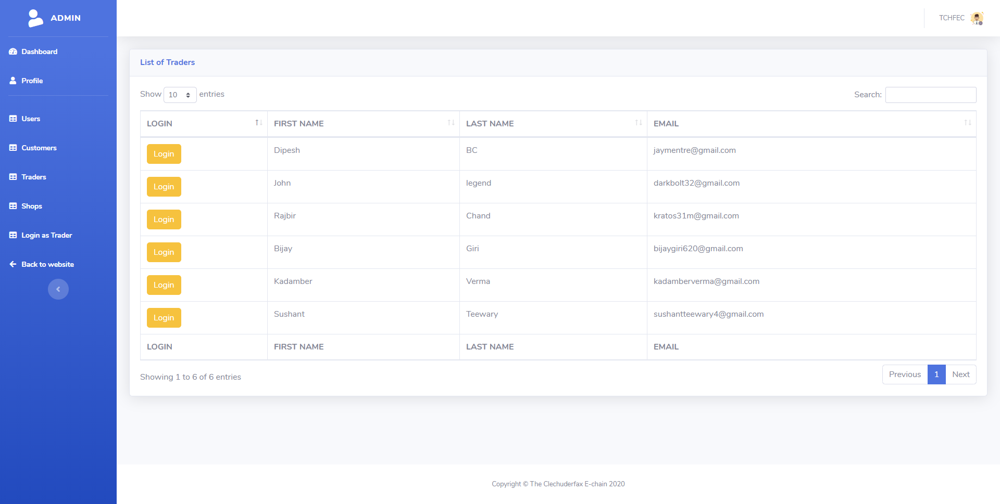 ADMIN
TCHFEC
Dashboard
Profile
Users
Customers
Traders
Shops
Login as Trader
Back to website
List of Traders
Show 10 entries
Search:
LOGIN FIRST NAME LAST NAME EMAIL
Login Dipesh BC jaymentre@gmail.com
Login John legend darkbolt32@gmail.com
Login Rajbir Chand kratos31m@gmail.com
Login Bijay Giri bijaygiri620@gmail.com
Login Kadamber Verma kadamberverma@gmail.com
Login Sushant Teewary sushantteewary4@gmail.com
LOGIN FIRST NAME LAST NAME EMAIL
Showing 1 to 6 of 6 entries
Previous 1 Next
Copyright © The Clechuderfax E-chain 2020